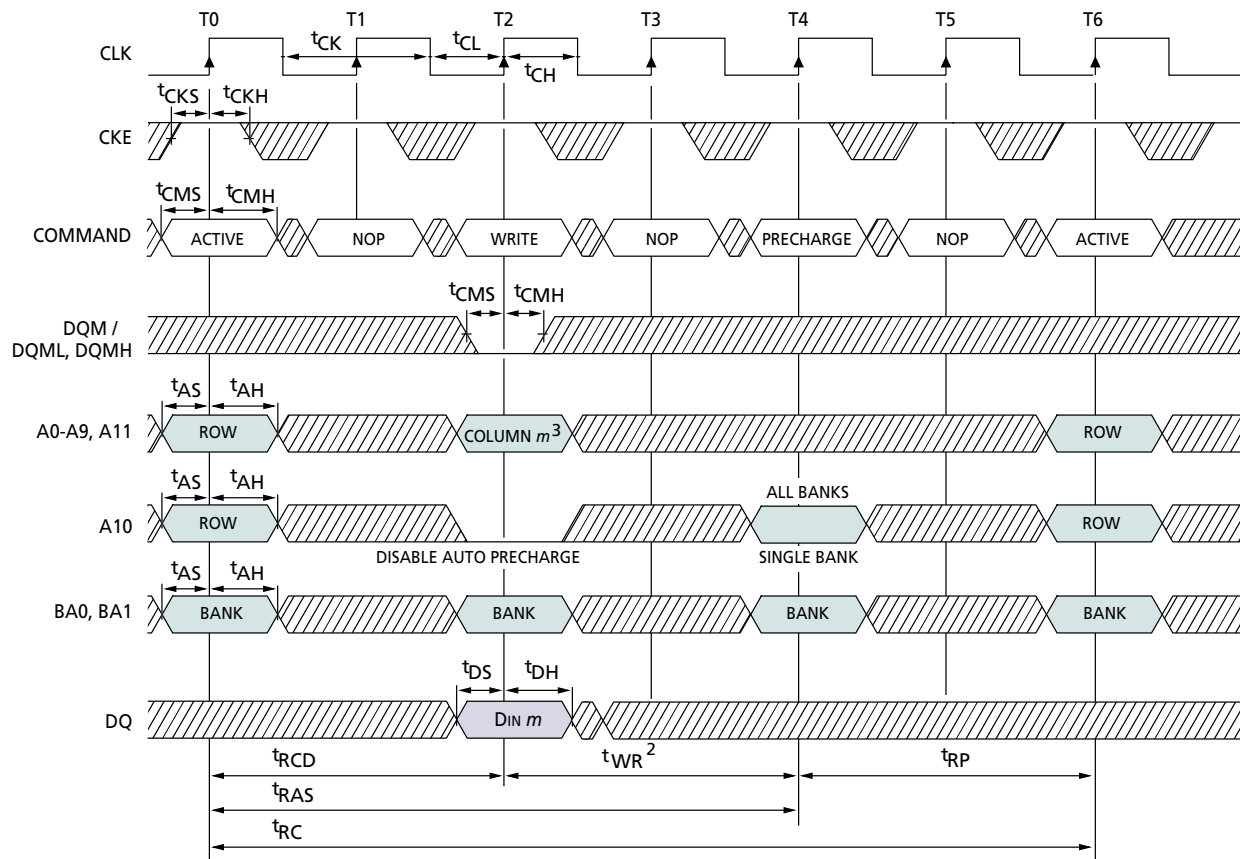 T0 T1 T2 T3 T4 T5 T6
CLK
tCK tCL
tCH
tCKS tCKH
CKE
tCMS tCMH
COMMAND ACTIVE NOP WRITE NOP PRECHARGE NOP ACTIVE
tCMS tCMH
DQM /
DQML, DQMH
tAS tAH
A0-A9, A11 ROW COLUMN m3 ROW
tAS tAH
ALL BANKS
A10 ROW ROW
DISABLE AUTO PRECHARGE SINGLE BANK
tAS tAH
BA0, BA1 BANK BANK BANK BANK
tDS tDH
DQ DIN m
tRCD tWR2 tRP
tRAS
tRC